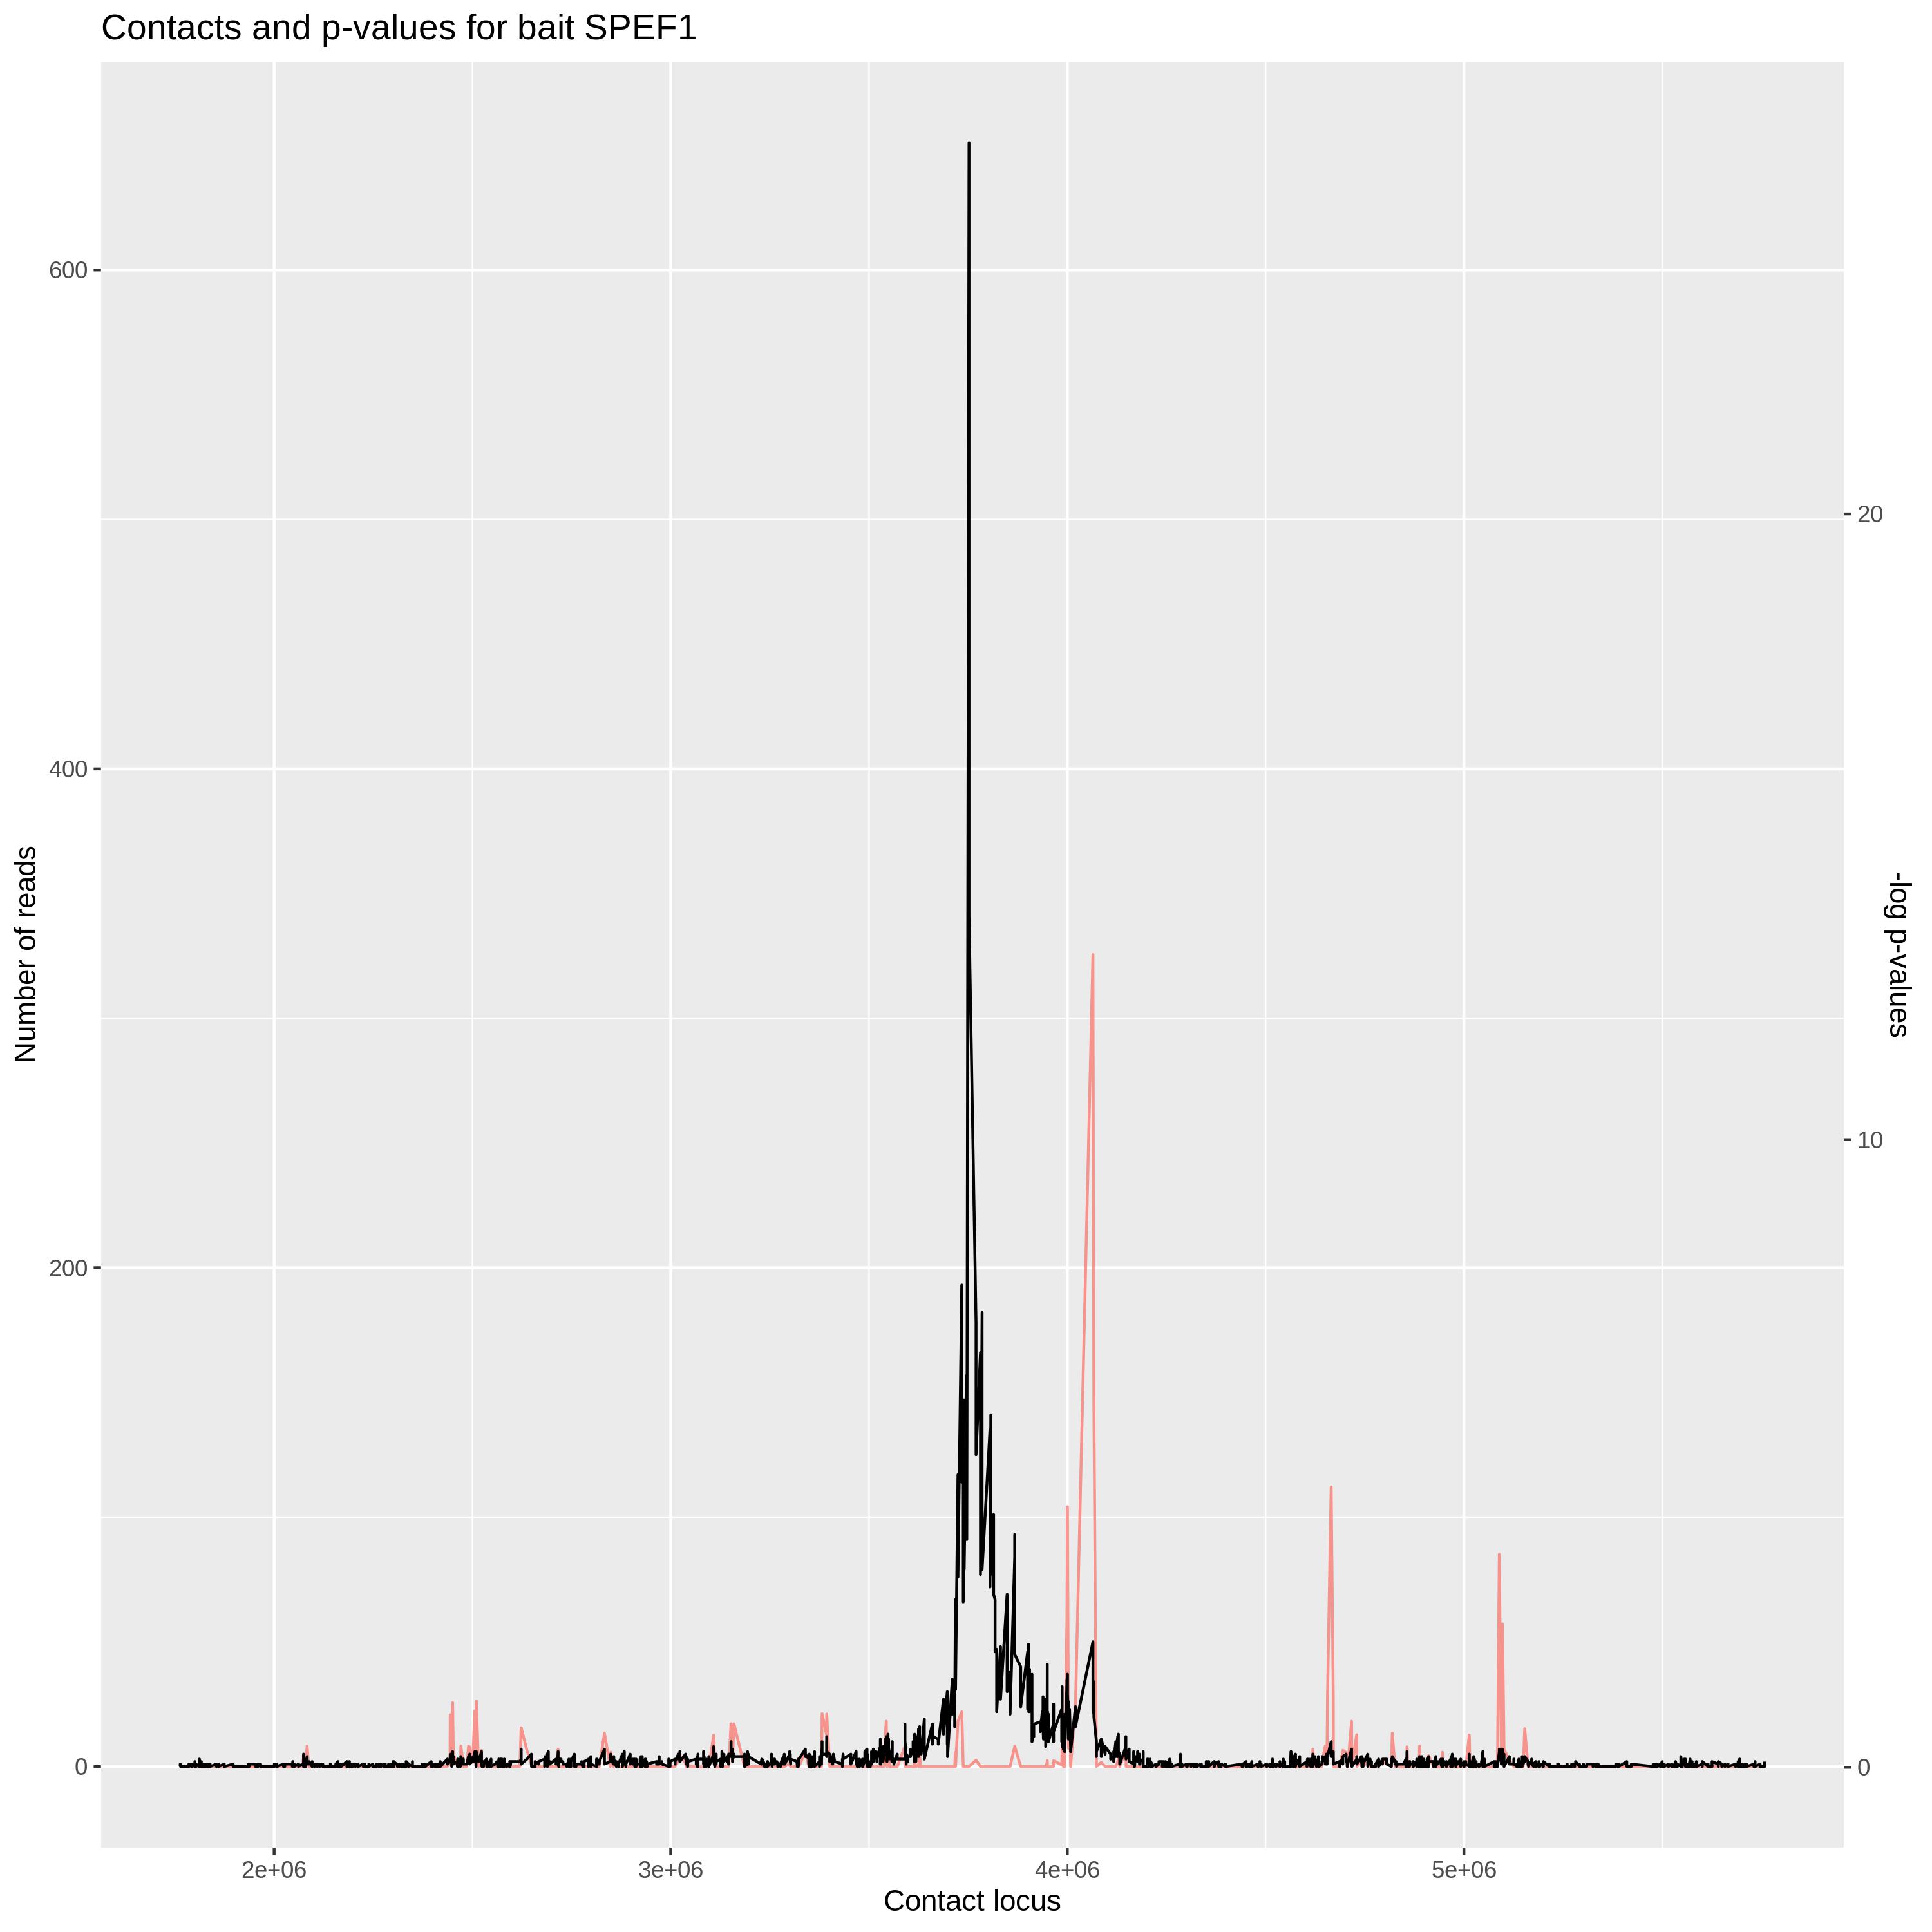 Contacts and p-values for bait SPEF1
600
400
200
0
Number of reads
20
10
0
-log p-values
2e+06
3e+06
4e+06
5e+06
Contact locus